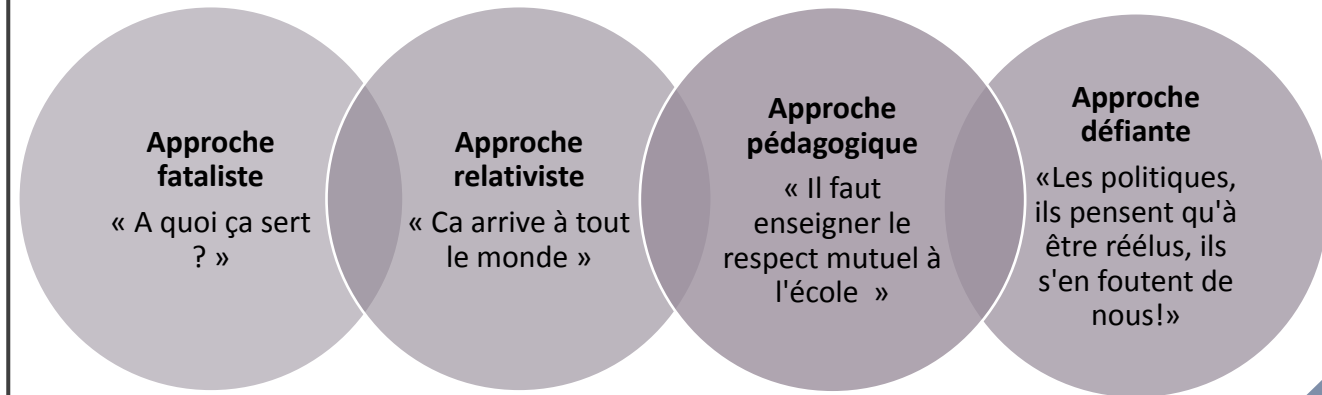 Approche
fataliste
« A quoi ça sert
? »
Approche
relativiste
« Ca arrive à tout
le monde »
Approche
pédagogique
« Il faut
enseigner le
respect mutuel à
l'école  »
Approche
défiante
«Les politiques,
ils pensent qu'à
être réélus, ils
s'en foutent de
nous!»